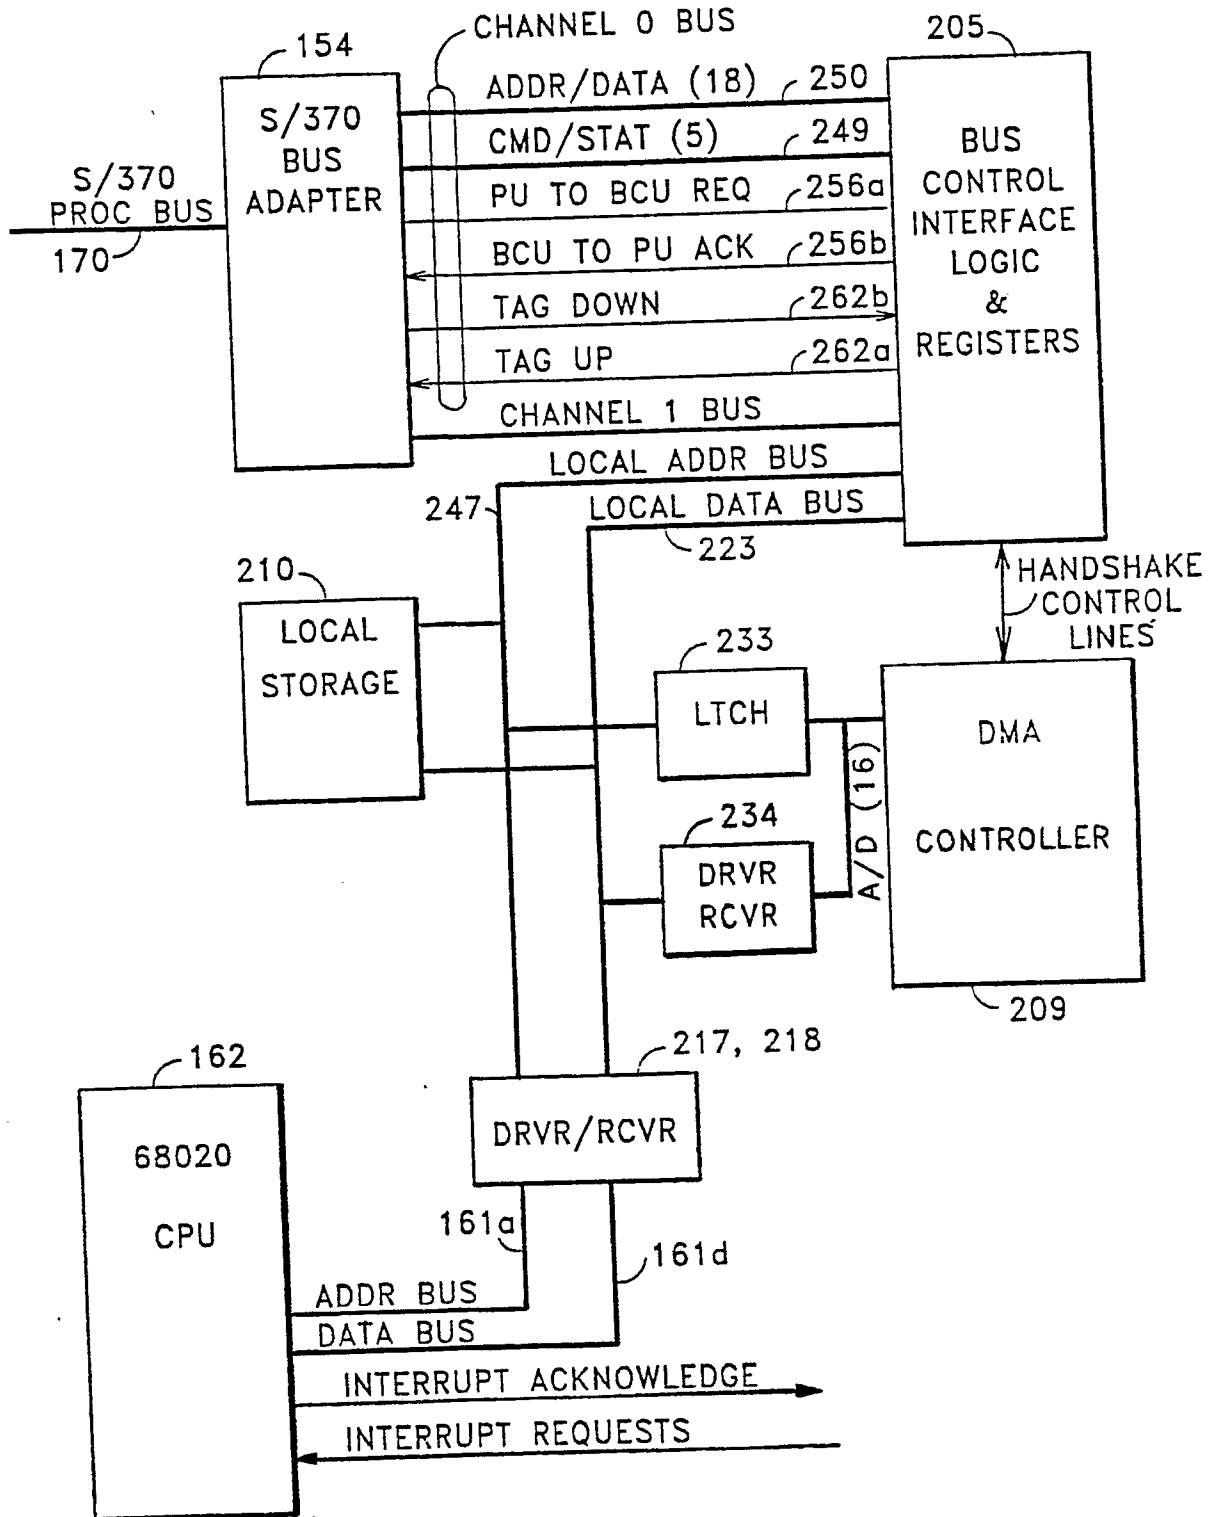 CHANNEL 0 BUS
154
205
S/370
BUS
ADAPTER
ADDR/DATA (18)
250
CMD/STAT (5)
249
PU TO BCU REQ
256a
BCU TO PU ACK
256b
TAG DOWN
262b
TAG UP
262a
CHANNEL 1 BUS
BUS
CONTROL
INTERFACE
LOGIC
&
REGISTERS
S/370
PROC BUS
170
LOCAL ADDR BUS
247
LOCAL DATA BUS
223
210
LOCAL
STORAGE
HANDSHAKE
CONTROL
LINES
233
LTCH
A/D (16)
DMA
CONTROLLER
234
DRVR
RCVR
209
217, 218
DRVR/RCVR
162
68020
CPU
161a
161d
ADDR BUS
DATA BUS
INTERRUPT ACKNOWLEDGE
INTERRUPT REQUESTS